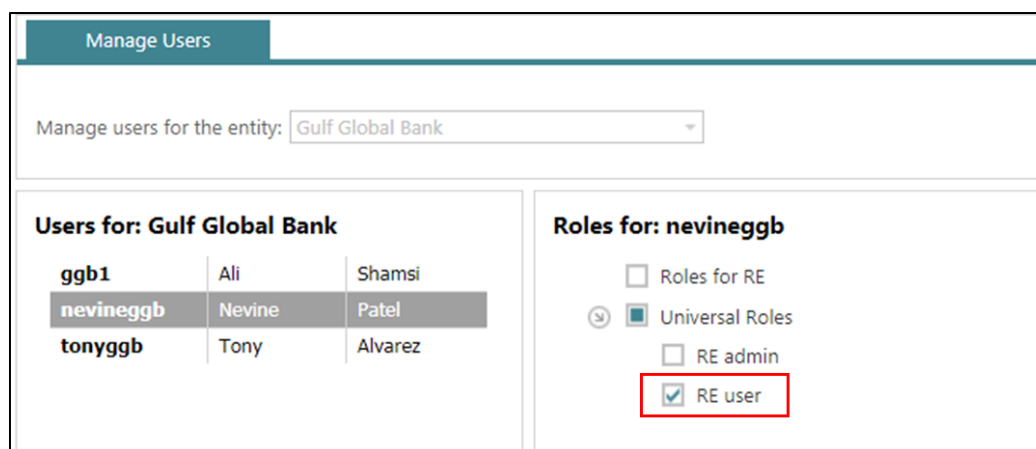 Manage Users
Manage users for the entity: Gulf Global Bank
Users for: Gulf Global Bank
ggb1 Ali Shamsi
nevineggb Nevine Patel
tonyggb Tony Alvarez
Roles for: nevineggb
Roles for RE
Universal Roles
RE admin
RE user